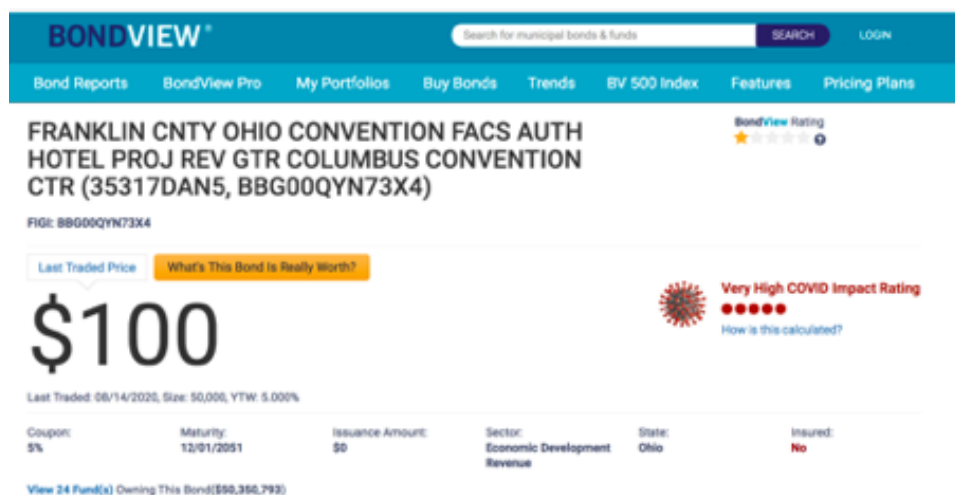 BONDVIEW®
Search for municipal bonds & funds
SEARCH
LOGIN
Bond Reports
BondView Pro
My Portfolios
Buy Bonds
Trends
BV 500 Index
Features
Pricing Plans
FRANKLIN CNTY OHIO CONVENTION FACS AUTH
HOTEL PROJ REV GTR COLUMBUS CONVENTION
CTR (35317DAN5, BBG00QYN73X4)
BondView Rating
FIGI: BBG00QYN73X4
Last Traded Price
What's This Bond Is Really Worth?
$100
Very High COVID Impact Rating
How is this calculated?
Last Traded: 08/14/2020, Size: 50,000, YTW: 5.000%
Coupon:
5%
Maturity:
12/01/2051
Issuance Amount:
$0
Sector:
Economic Development
Revenue
State:
Ohio
Insured:
No
View 24 Fund(s) Owning This Bond($50,350,793)